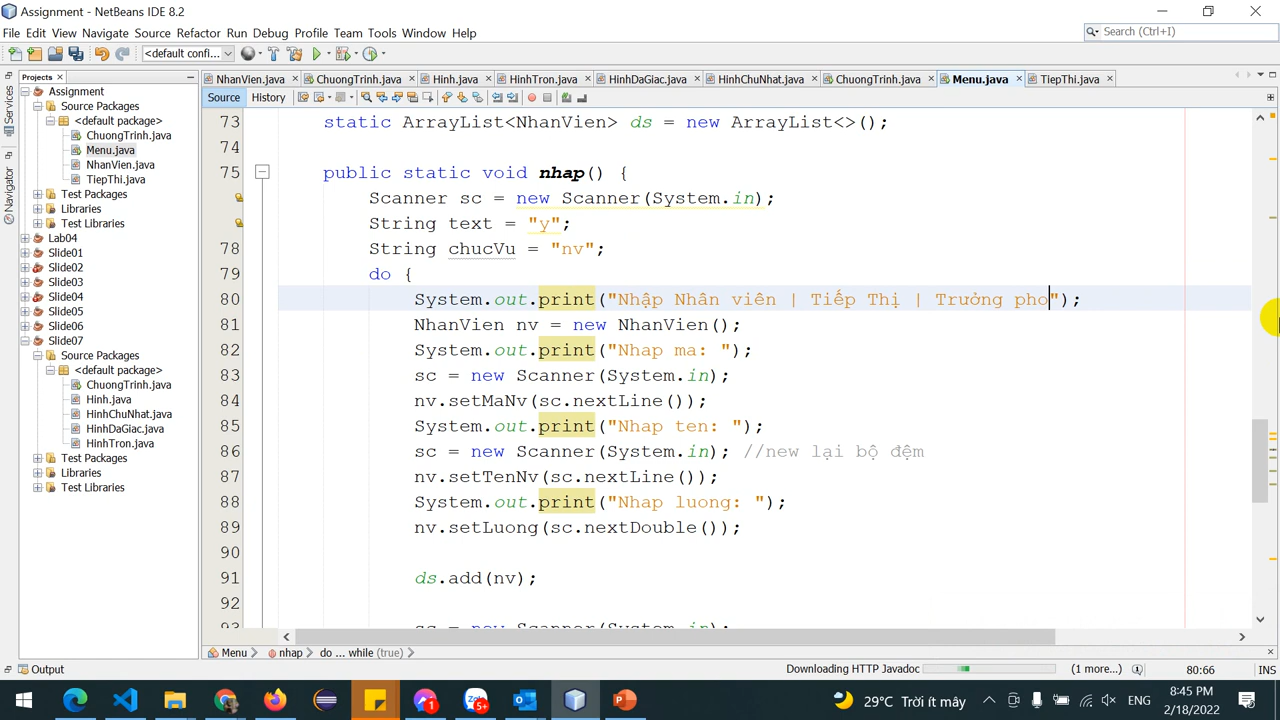 Assignment - NetBeans IDE 8.2
File Edit View Navigate Source Refactor Run Debug Profile Team Tools Window Help
Search (Ctrl+I)
<default confi...
Projects
NhanVien.java ChuongTrinh.java Hinh.java HinhTron.java HinhDaGiac.java HinhChuNhat.java ChuongTrinh.java Menu.java TiepThi.java
Services
Navigator
Assignment
Source Packages
<default package>
ChuongTrinh.java
Menu.java
NhanVien.java
TiepThi.java
Test Packages
Libraries
Test Libraries
Lab04
Slide01
Slide02
Slide03
Slide04
Slide05
Slide06
Slide07
Source Packages
<default package>
ChuongTrinh.java
Hinh.java
HinhChuNhat.java
HinhDaGiac.java
HinhTron.java
Test Packages
Libraries
Test Libraries
Source History
73 static ArrayList<NhanVien> ds = new ArrayList<>();
74
75 public static void nhap() {
Scanner sc = new Scanner(System.in);
String text = "y";
78 String chucVu = "nv";
79 do {
80 System.out.print("Nhập Nhân viên | Tiếp Thị | Trưởng pho");
81 NhanVien nv = new NhanVien();
82 System.out.print("Nhap ma: ");
83 sc = new Scanner(System.in);
84 nv.setMaNv(sc.nextLine());
85 System.out.print("Nhap ten: ");
86 sc = new Scanner(System.in); //new lại bộ đệm
87 nv.setTenNv(sc.nextLine());
88 System.out.print("Nhap luong: ");
89 nv.setLuong(sc.nextDouble());
90
91 ds.add(nv);
92
93 sc = new Scanner(System.in);
Menu nhap do ... while (true)
Output
Downloading HTTP Javadoc (1 more...) 80:66 INS
29°C Trời ít mây ENG 8:45 PM
2/18/2022